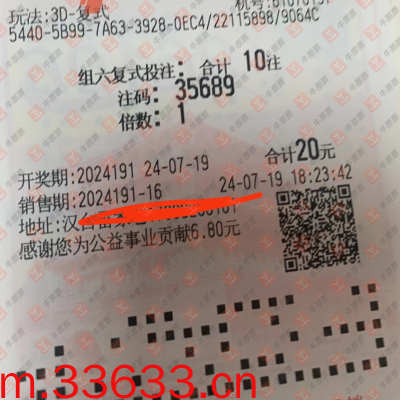 玩法:3D-复式
5440-5B99-7A63-3928-0EC4/22115898/9064C
组六复式投注: 合计 10注
注码: 35689
倍数: 1
开奖期:2024191 24-07-19 合计20元
销售期:2024191-16 24-07-19 18:23:42
地址:汉
感谢您为公益事业贡献6.80元
m.33633.cn